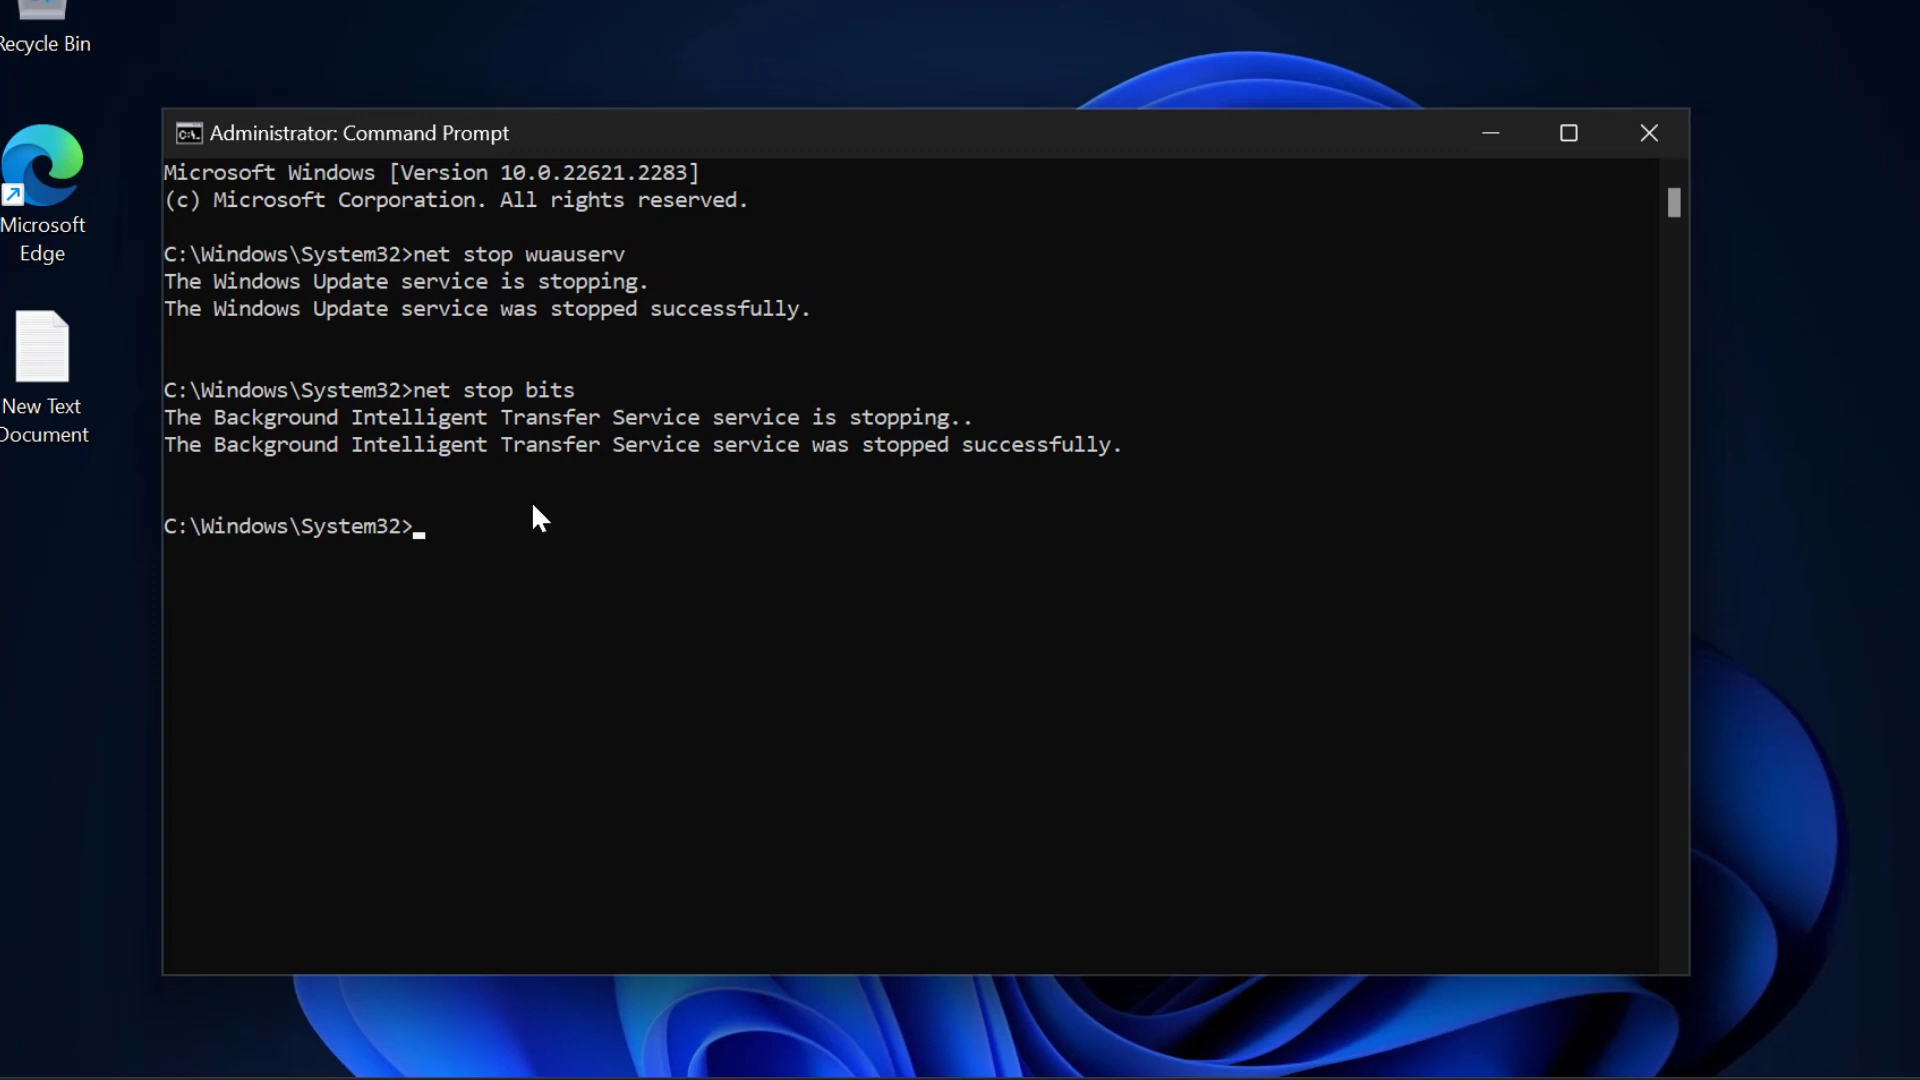 Recycle Bin
Microsoft
Edge
New Text
Document
Administrator: Command Prompt
Microsoft Windows [Version 10.0.22621.2283]
(c) Microsoft Corporation. All rights reserved.
C:\Windows\System32>net stop wuauserv
The Windows Update service is stopping.
The Windows Update service was stopped successfully.
C:\Windows\System32>net stop bits
The Background Intelligent Transfer Service service is stopping..
The Background Intelligent Transfer Service service was stopped successfully.
C:\Windows\System32>